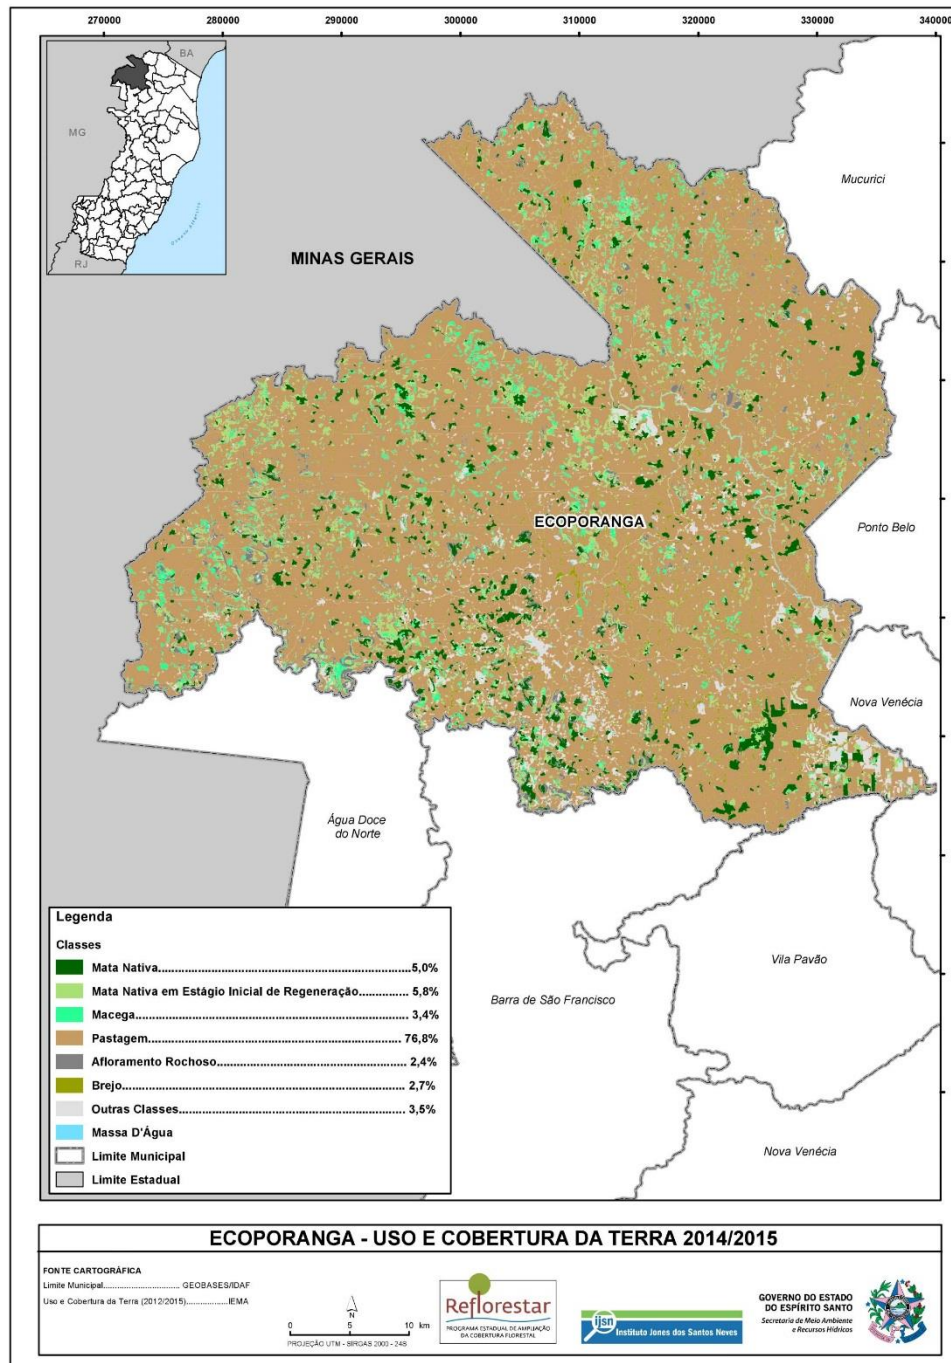 270000 280000 290000 300000 310000 320000 330000 340000
BA
MG
RJ
MINAS GERAIS
Mucurici
ECOPORANGA
Ponto Belo
Nova Venécia
Água Doce
do Norte
Vila Pavão
Barra de São Francisco
Nova Venécia
Legenda
Classes
Mata Nativa........................5,0%
Mata Nativa em Estágio Inicial de Regeneração............... 5,8%
Macega........................ 3,4%
Pastagem........................ 76,8%
Afloramento Rochoso........................ 2,4%
Brejo........................ 2,7%
Outras Classes........................ 3,5%
Massa D'Água
Limite Municipal
Limite Estadual
ECOPORANGA - USO E COBERTURA DA TERRA 2014/2015
FONTE CARTOGRÁFICA
Limite Municipal........................ GEOBASES/IDAF
Uso e Cobertura da Terra (2012/2015)................IEMA
N
0 5 10 km
PROJEÇÃO UTM - SIRGAS 2000 - 24S
Reflorestar
PROGRAMA ESTADUAL DE AMPLIAÇÃO
DA COBERTURA FLORESTAL
ijsn
Instituto Jones dos Santos Neves
GOVERNO DO ESTADO
DO ESPÍRITO SANTO
Secretaria de Meio Ambiente
e Recursos Hídricos